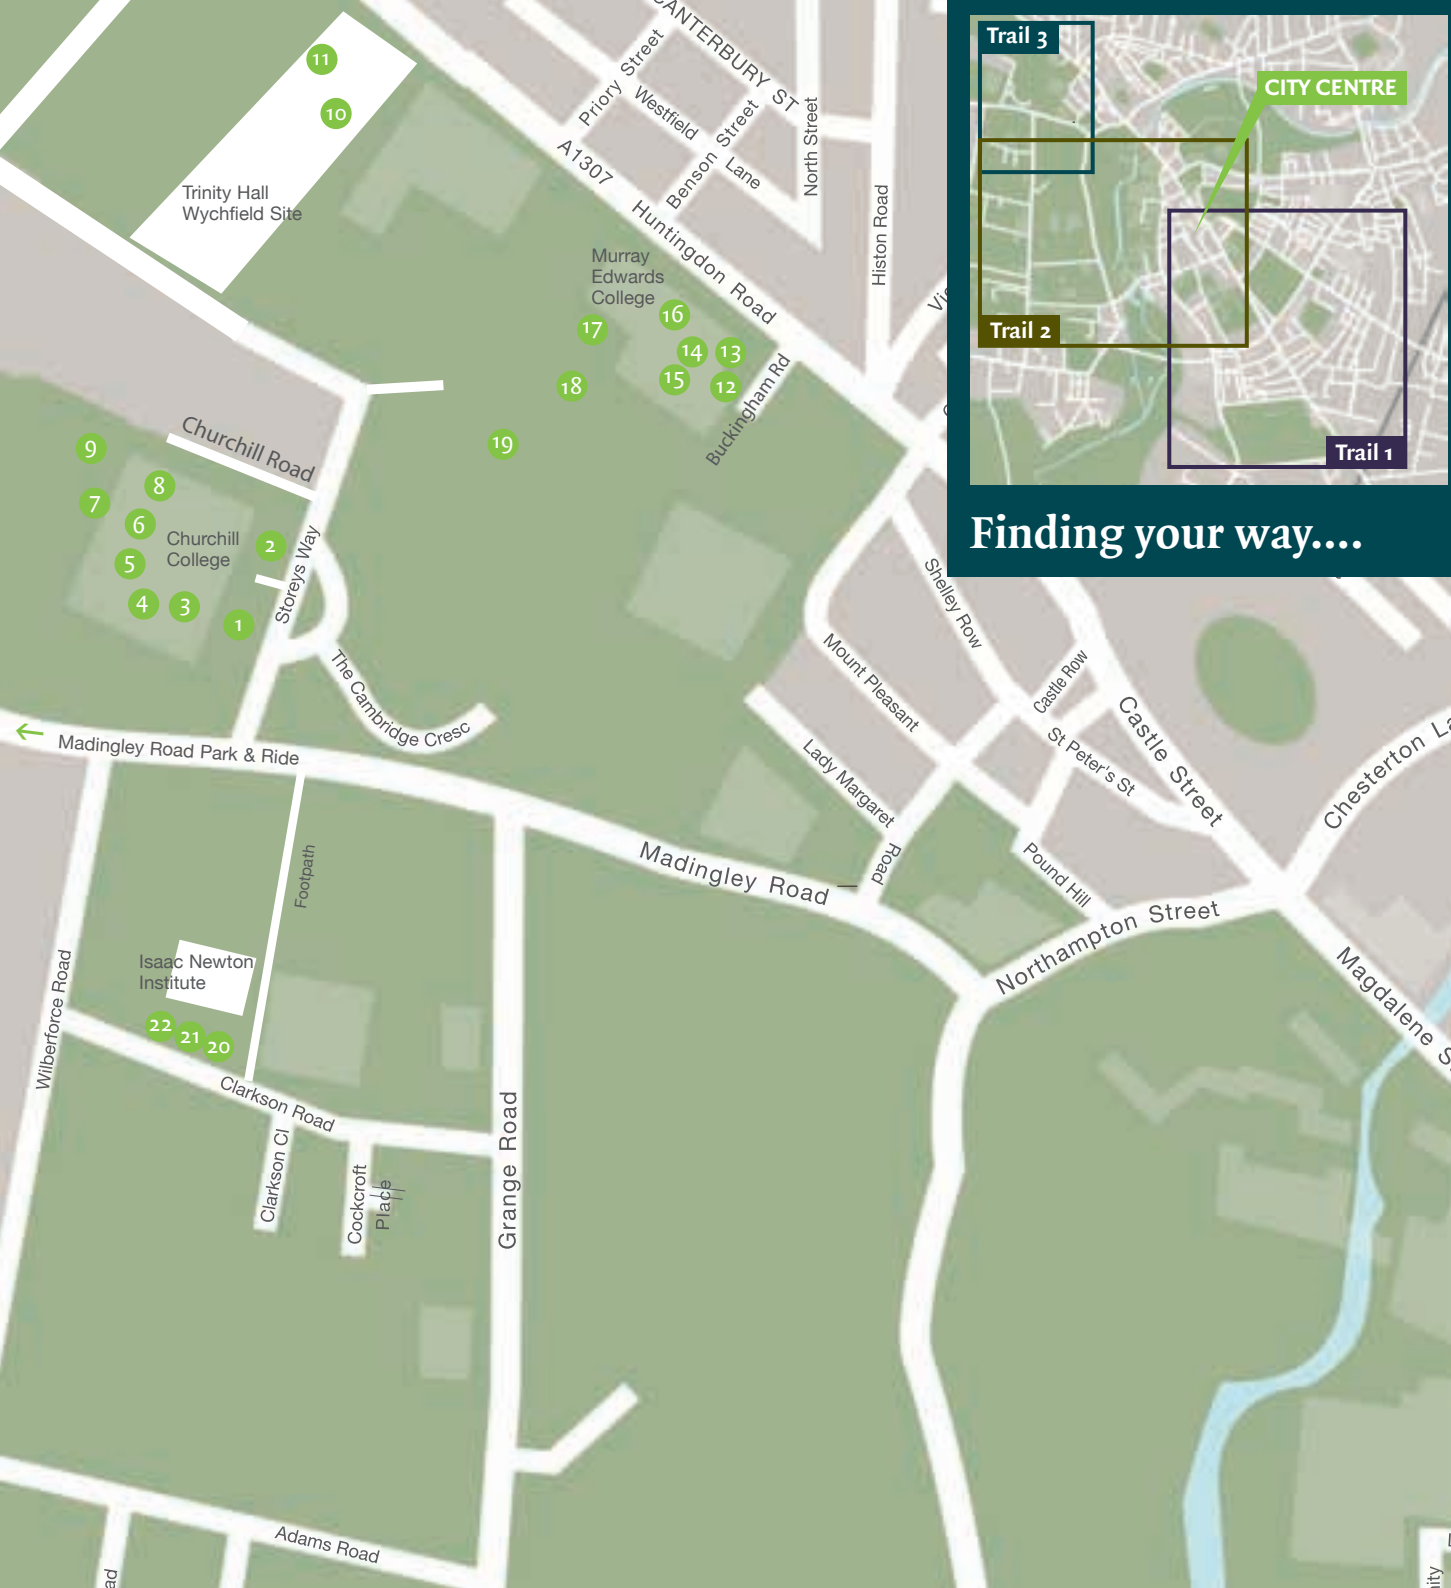 Trail 3
CITY CENTRE
Trail 2
Trail 1
Finding your way....
CANTERBURY ST
Priory Street
Westfield
Lane
Benson Street
North Street
A1307
Huntingdon Road
Histon Road
11
10
Trinity Hall
Wychfield Site
Murray
Edwards
College
16
17
14
13
15
12
18
19
Buckingham Rd
Churchill Road
9
8
7
6
Churchill
College
2
5
4
3
1
Storeys Way
The Cambridge Cresc
Shelley Row
Mount Pleasant
Castle Row
St Peter's St
Castle Street
Lady Margaret
Road
Pound Hill
Chesterton
← Madingley Road Park & Ride
Madingley Road
Northampton Street
Magdalene
Footpath
Isaac Newton
Institute
22
21
20
Wilberforce Road
Clarkson Road
Clarkson Cl
Cockcroft
Place
Grange Road
Adams Road